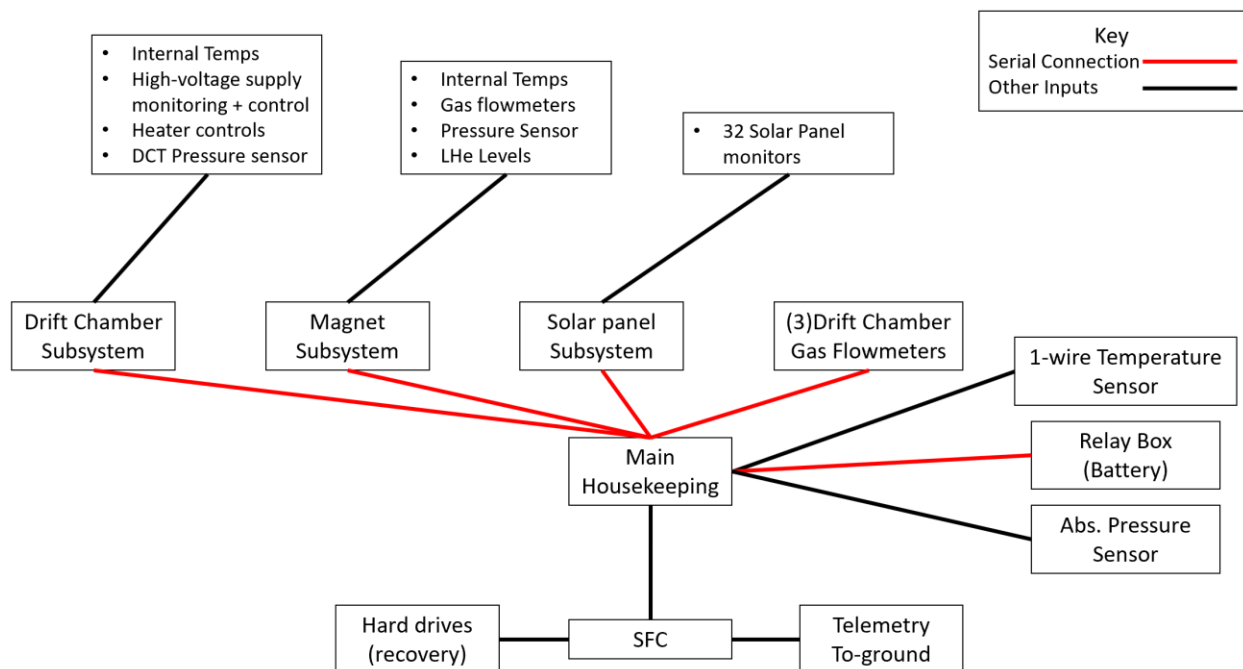 • Internal Temps
• High-voltage supply
monitoring + control
• Heater controls
• DCT Pressure sensor
• Internal Temps
• Gas flowmeters
• Pressure Sensor
• LHe Levels
• 32 Solar Panel
monitors
Key
Serial Connection
Other Inputs
Drift Chamber
Subsystem
Magnet
Subsystem
Solar panel
Subsystem
(3)Drift Chamber
Gas Flowmeters
1-wire Temperature
Sensor
Relay Box
(Battery)
Abs. Pressure
Sensor
Main
Housekeeping
Hard drives
(recovery)
SFC
Telemetry
To-ground